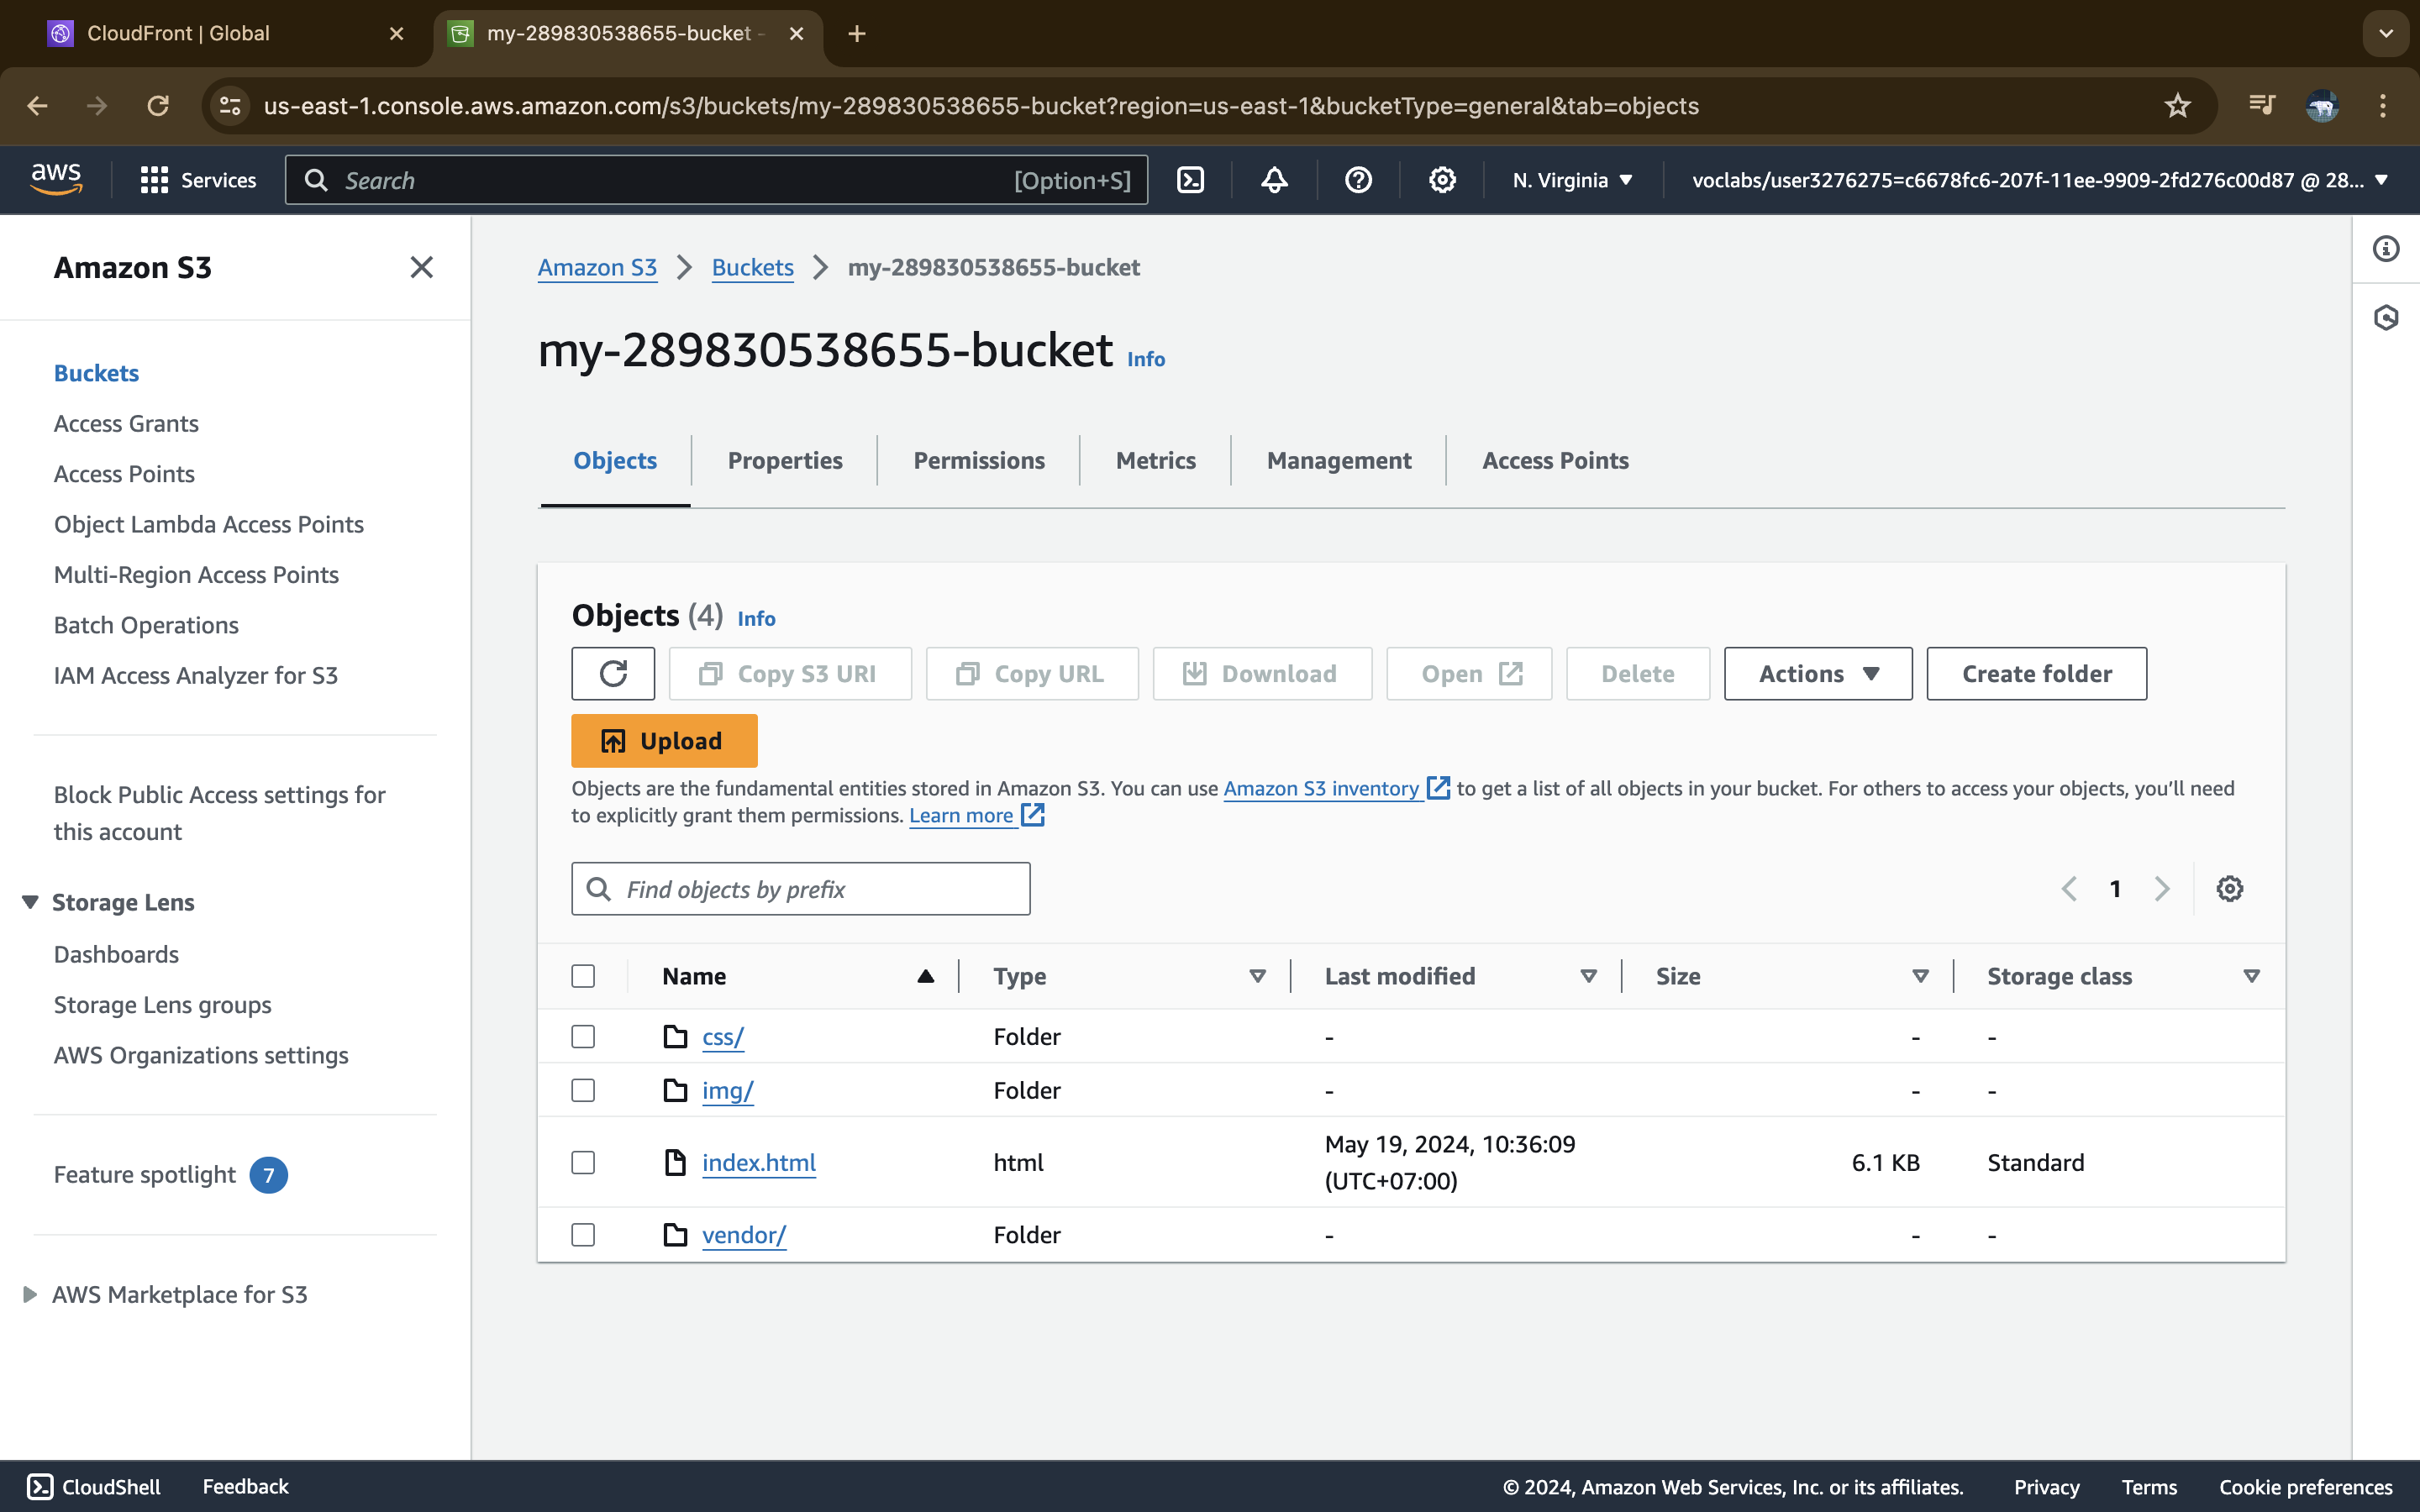 CloudFront | Global
my-289830538655-bucket -
us-east-1.console.aws.amazon.com/s3/buckets/my-289830538655-bucket?region=us-east-1&bucketType=general&tab=objects
aws
Services
Search
[Option+S]
N. Virginia
voclabs/user3276275=c6678fc6-207f-11ee-9909-2fd276c00d87 @ 28...
Amazon S3
Buckets
Access Grants
Access Points
Object Lambda Access Points
Multi-Region Access Points
Batch Operations
IAM Access Analyzer for S3
Block Public Access settings for
this account
Storage Lens
Dashboards
Storage Lens groups
AWS Organizations settings
Feature spotlight 7
AWS Marketplace for S3
Amazon S3 > Buckets > my-289830538655-bucket
my-289830538655-bucket Info
Objects
Properties
Permissions
Metrics
Management
Access Points
Objects (4) Info
Copy S3 URI
Copy URL
Download
Open
Delete
Actions
Create folder
Upload
Objects are the fundamental entities stored in Amazon S3. You can use Amazon S3 inventory to get a list of all objects in your bucket. For others to access your objects, you’ll need
to explicitly grant them permissions. Learn more
Find objects by prefix
1
Name Type Last modified Size Storage class
css/ Folder - - -
img/ Folder - - -
index.html html May 19, 2024, 10:36:09
(UTC+07:00) 6.1 KB Standard
vendor/ Folder - - -
CloudShell
Feedback
© 2024, Amazon Web Services, Inc. or its affiliates.
Privacy
Terms
Cookie preferences